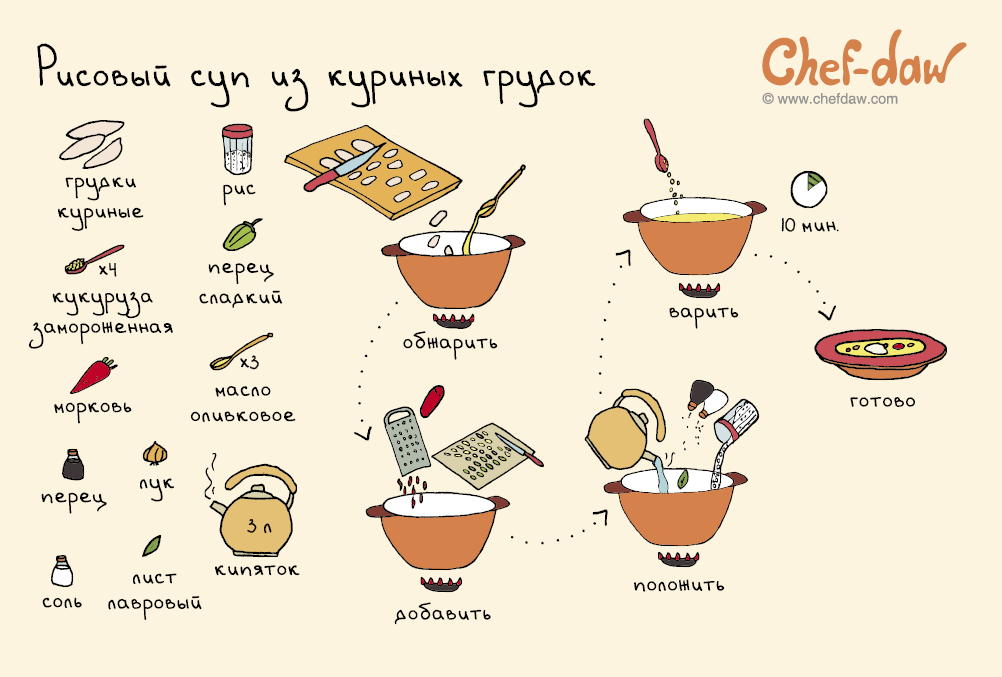 Рисовый суп из куриных грудок
Chef-daw
© www.chefdaw.com
грудки
куриные
рис
x4
кукуруза
замороженная
перец
сладкий
морковь
x3
масло
оливковое
перец
лук
3 л
кипяток
соль
лист
лавровый
обжарить
добавить
положить
10 мин.
варить
готово